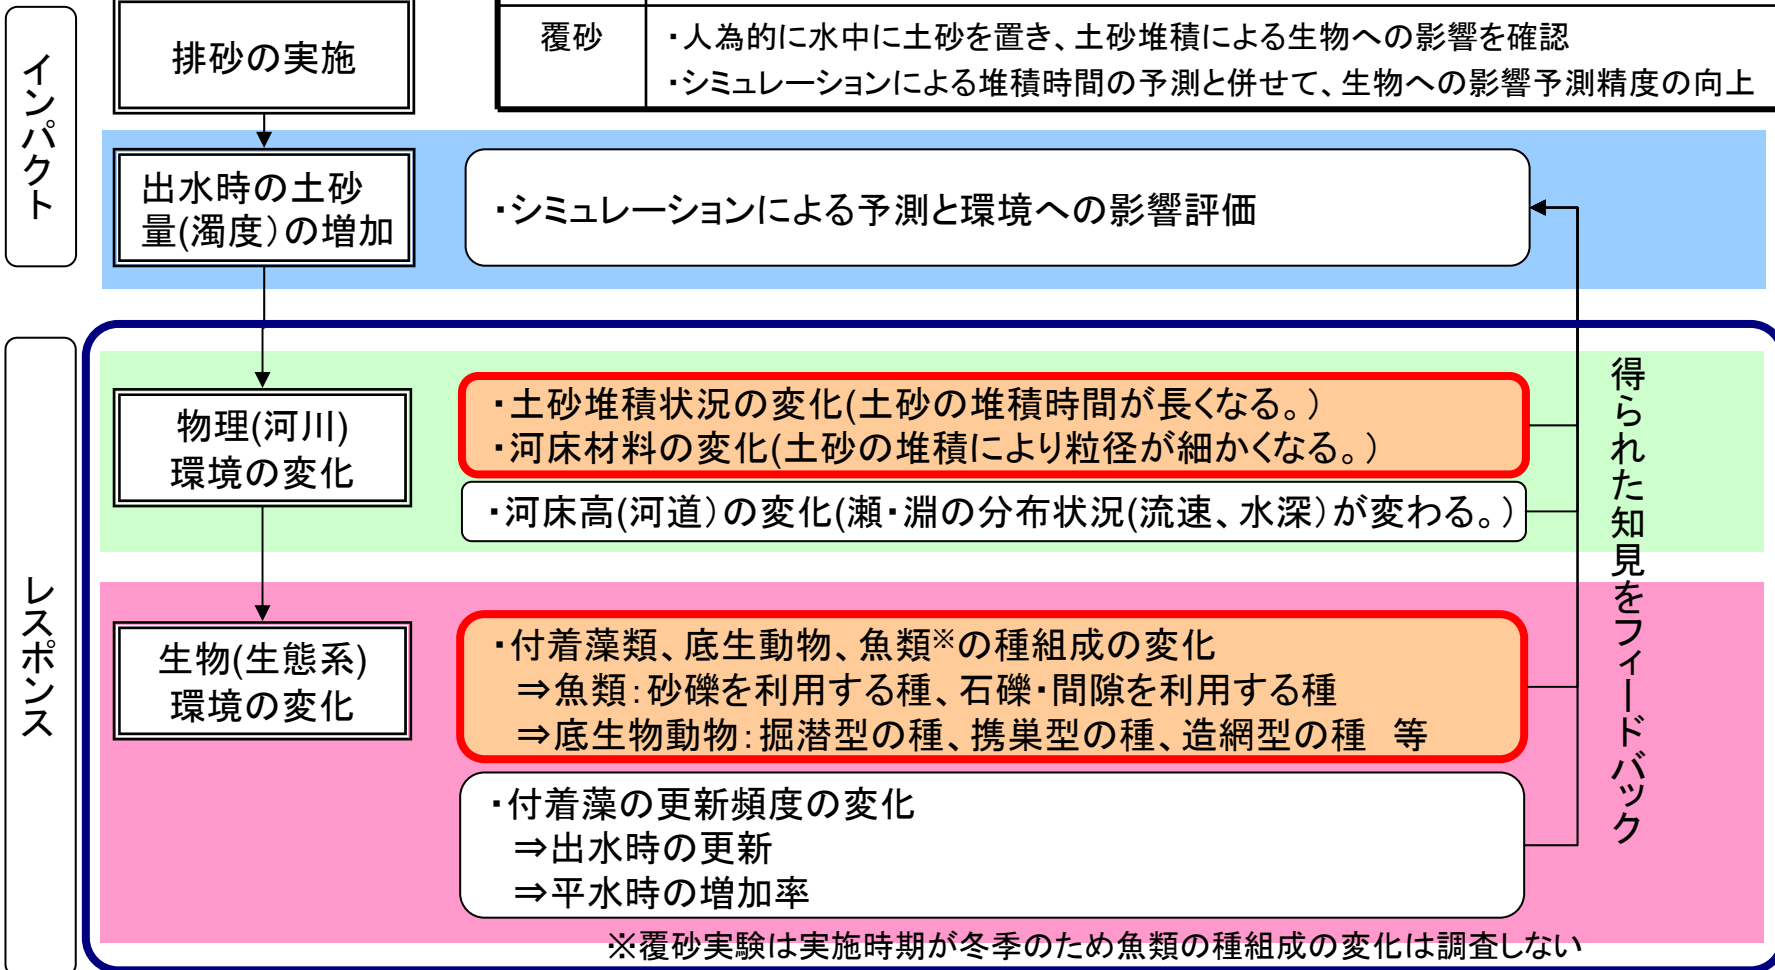 インパクト
排砂の実施
覆砂
・人為的に水中に土砂を置き、土砂堆積による生物への影響を確認
・シミュレーションによる堆積時間の予測と併せて、生物への影響予測精度の向上
出水時の土砂
量(濁度)の増加
・シミュレーションによる予測と環境への影響評価
レスポンス
物理(河川)
環境の変化
・土砂堆積状況の変化(土砂の堆積時間が長くなる。)
・河床材料の変化(土砂の堆積により粒径が細かくなる。)
・河床高(河道)の変化(瀬・淵の分布状況(流速、水深)が変わる。)
生物(生態系)
環境の変化
・付着藻類、底生動物、魚類※の種組成の変化
⇒魚類：砂礫を利用する種、石礫・間隙を利用する種
⇒底生物動物：掘潜型の種、携巣型の種、造網型の種　等
・付着藻の更新頻度の変化
⇒出水時の更新
⇒平水時の増加率
得られた知見をフィードバック
※覆砂実験は実施時期が冬季のため魚類の種組成の変化は調査しない